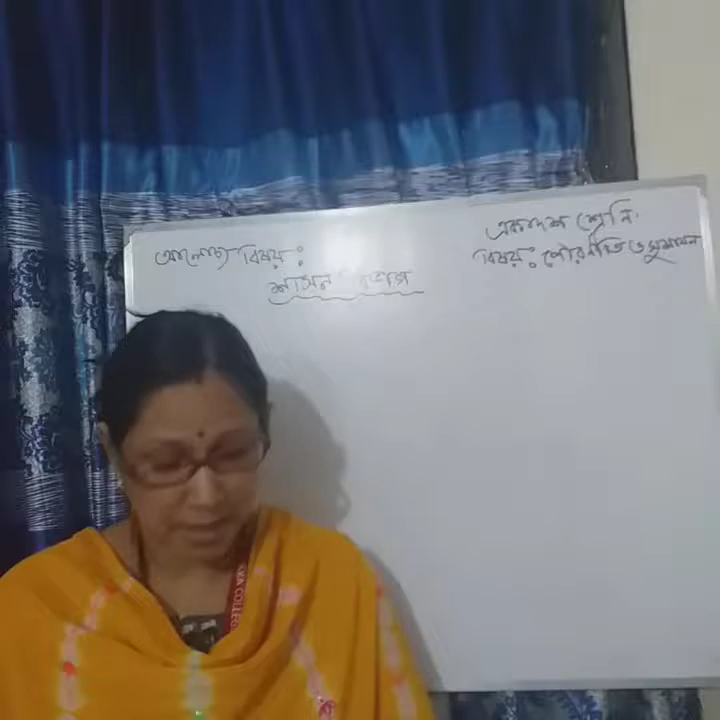 একাদশ শ্রেনি
আলোচ্য বিষয়ঃ
বিষয়ঃ পৌরনীতি ও সুশাসন
শাসন বিভাগ